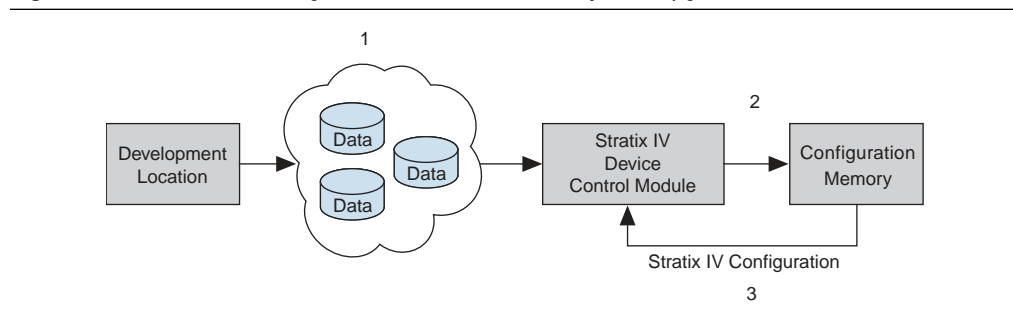 1
2
Development
Location
Data
Data
Data
Stratix IV
Device
Control Module
Configuration
Memory
Stratix IV Configuration
3